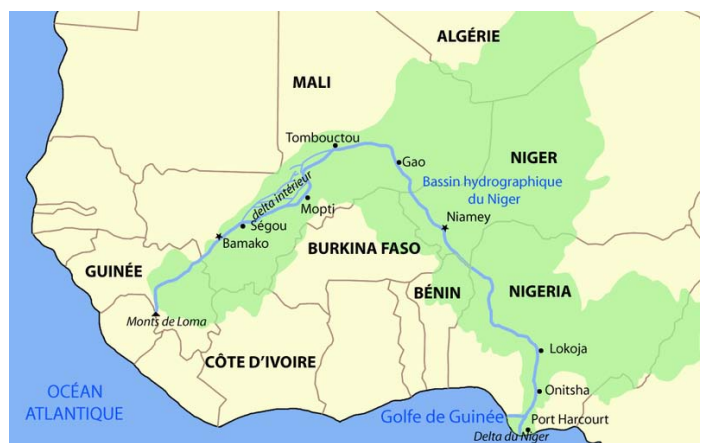 ALGÉRIE
MALI
Tombouctou
Gao
NIGER
delta intérieur
Bassin hydrographique
du Niger
Mopti
Ségou
Niamey
Bamako
BURKINA FASO
GUINÉE
BÉNIN
NIGERIA
Monts de Loma
Lokoja
CÔTE D'IVOIRE
OCÉAN
ATLANTIQUE
Onitsha
Golfe de Guinée
Port Harcourt
Delta du Niger